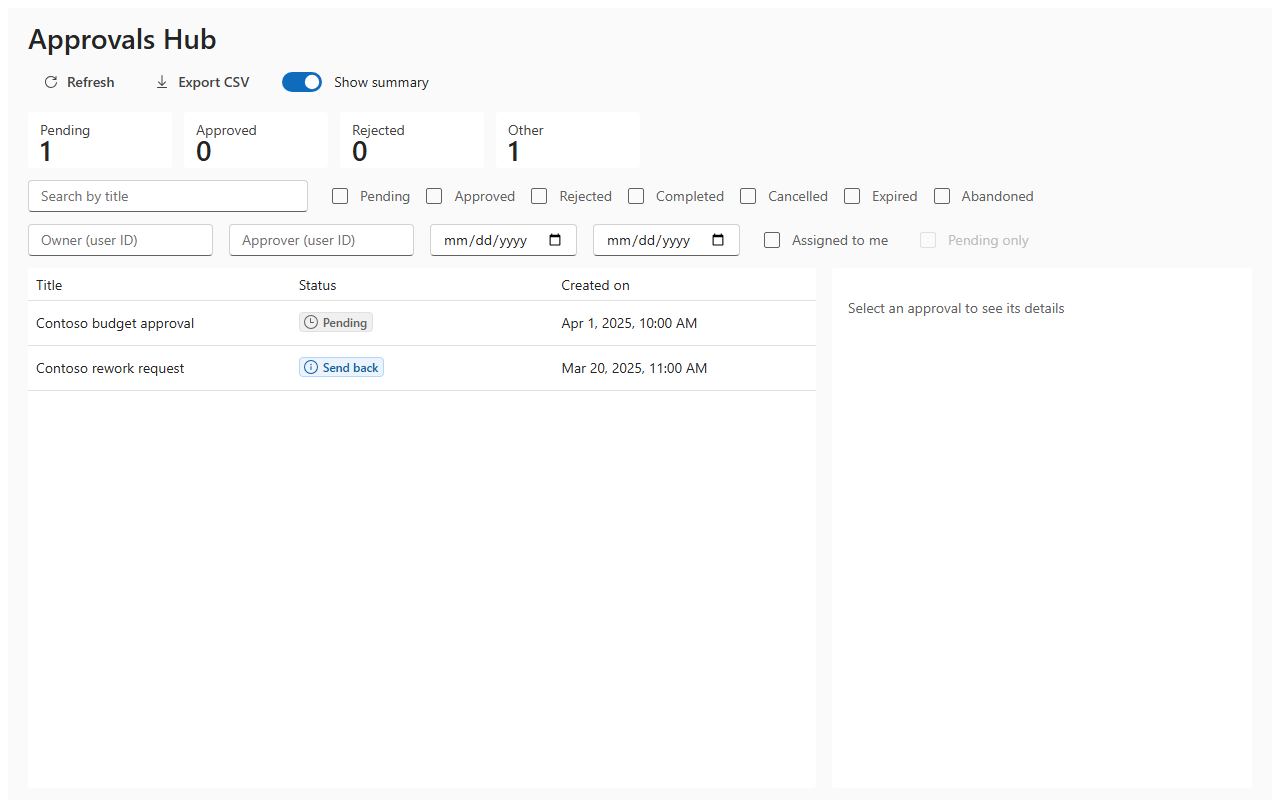 Approvals Hub
Refresh Export CSV Show summary
Pending Approved Rejected Other
1 0 0 1
Search by title Pending Approved Rejected Completed Cancelled Expired Abandoned
Owner (user ID) Approver (user ID) mm/dd/yyyy mm/dd/yyyy Assigned to me Pending only
Title Status Created on
Select an approval to see its details
Contoso budget approval Pending Apr 1, 2025, 10:00 AM
Contoso rework request Send back Mar 20, 2025, 11:00 AM